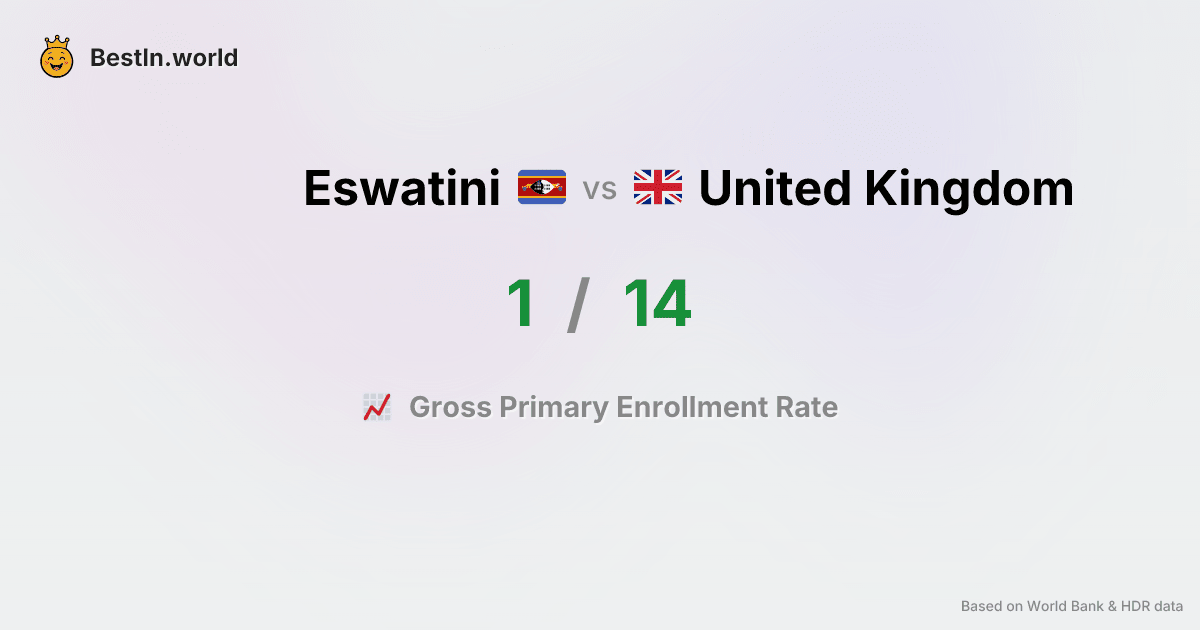 BestIn.world
Eswatini vs United Kingdom
1 / 14
Gross Primary Enrollment Rate
Based on World Bank & HDR data